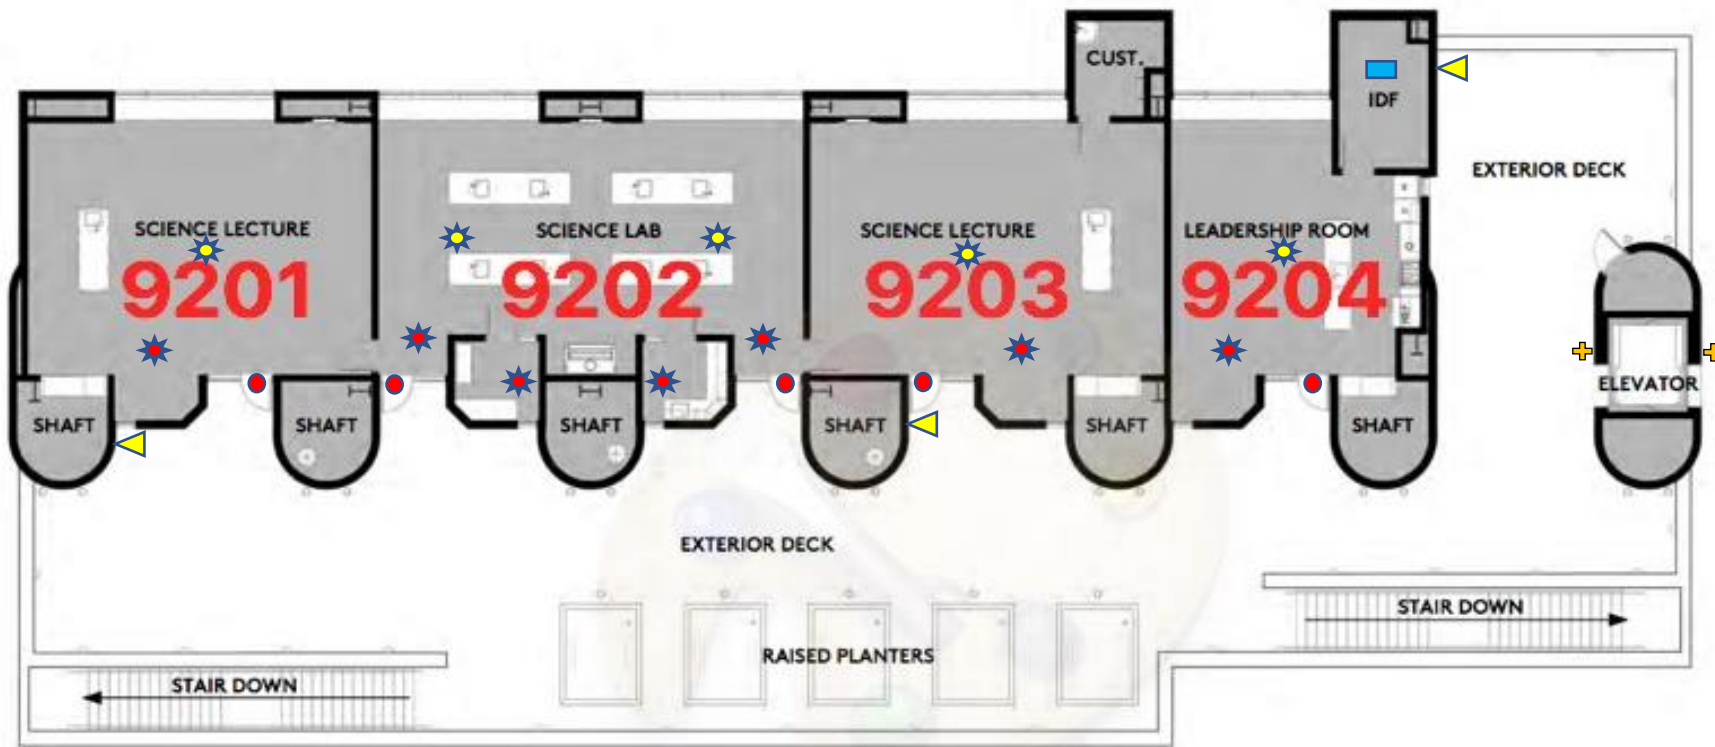 CUST.
IDF
EXTERIOR DECK
SCIENCE LECTURE
SCIENCE LAB
SCIENCE LECTURE
LEADERSHIP ROOM
9201
9202
9203
9204
REF.
ELEVATOR
SHAFT
SHAFT
SHAFT
SHAFT
SHAFT
SHAFT
EXTERIOR DECK
STAIR DOWN
RAISED PLANTERS
STAIR DOWN